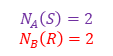 N_A(S) = 2
N_B(R) = 2